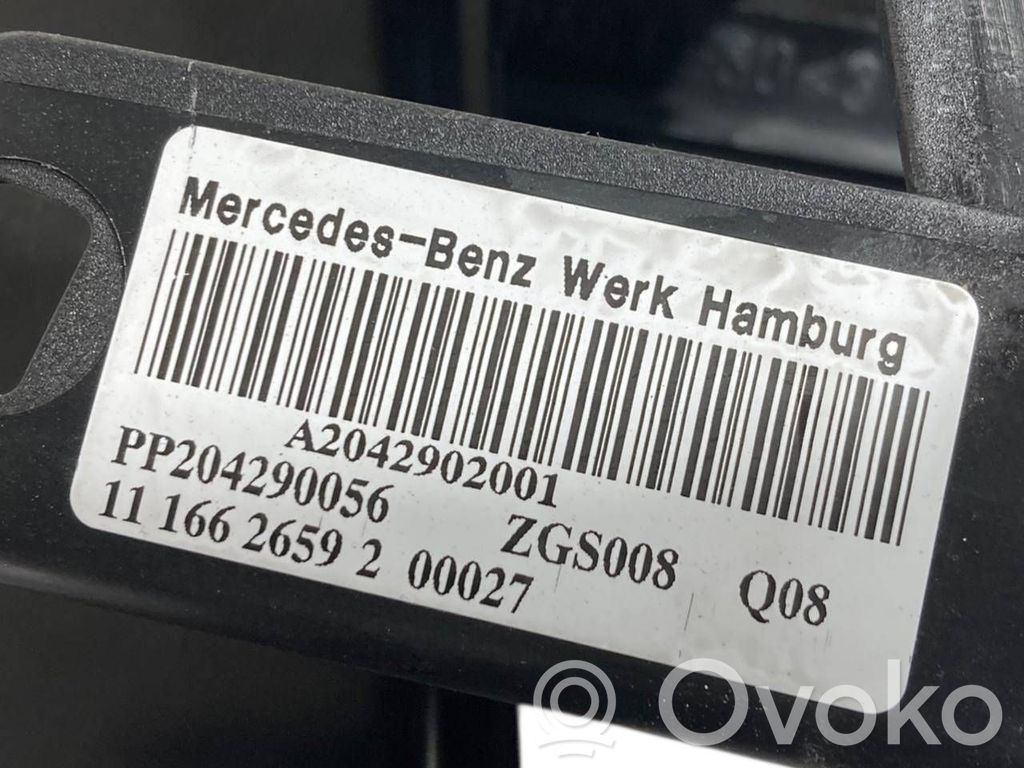 Mercedes-Benz Werk Hamburg
A2042902001
PP204290056 ZGS008 Q08
11 166 2659 2 00027
Ovoko